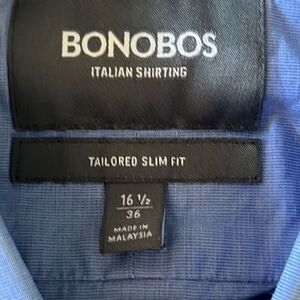 BONOBOS
ITALIAN SHIRTING
TAILORED SLIM FIT
16 ½
36
MADE IN
MALAYSIA